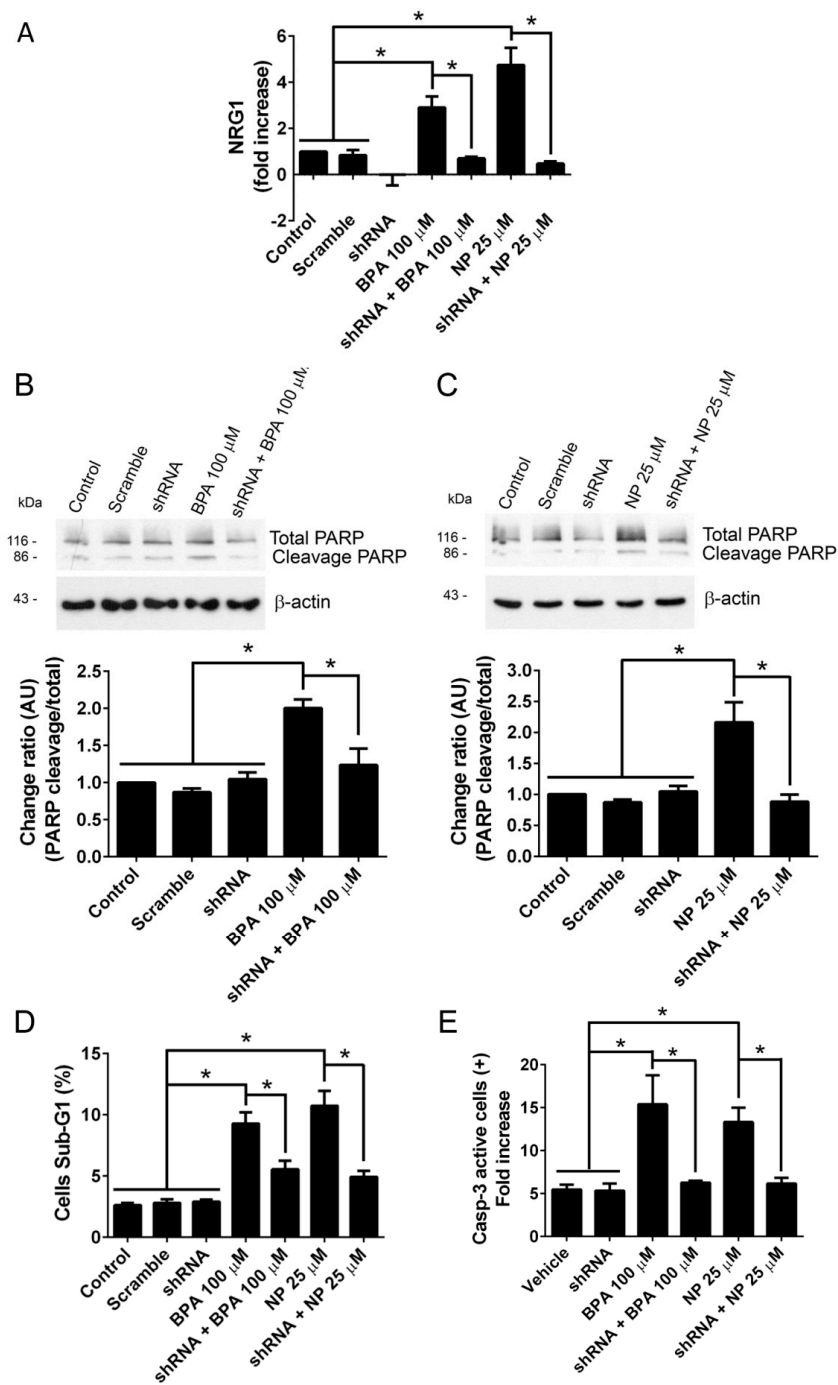 A
NRG1
(fold increase)
6
4
2
0
-2
*
*
*
*
Control
Scramble
shRNA
BPA 100 μM
shRNA + BPA 100 μM
NP 25 μM
shRNA + NP 25 μM
B
kDa
Control
Scramble
shRNA
BPA 100 μM
shRNA + BPA 100 μM
116 -
86 -
43 -
Total PARP
Cleavage PARP
β-actin
Change ratio (AU)
(PARP cleavage/total)
2.5
2.0
1.5
1.0
0.5
0.0
*
*
Control
Scramble
shRNA
BPA 100 μM
shRNA + BPA 100 μM
C
kDa
Control
Scramble
shRNA
NP 25 μM
shRNA + NP 25 μM
116 -
86 -
43 -
Total PARP
Cleavage PARP
β-actin
Change ratio (AU)
(PARP cleavage/total)
3.0
2.5
2.0
1.5
1.0
0.5
0.0
*
*
Control
Scramble
shRNA
NP 25 μM
shRNA + NP 25 μM
D
Cells Sub-G1 (%)
15
10
5
0
*
*
*
*
Control
Scramble
shRNA
BPA 100 μM
shRNA + BPA 100 μM
NP 25 μM
shRNA + NP 25 μM
E
Casp-3 active cells (+)
Fold increase
20
15
10
5
0
*
*
*
*
Vehicle
shRNA
BPA 100 μM
shRNA + BPA 100 μM
NP 25 μM
shRNA + NP 25 μM